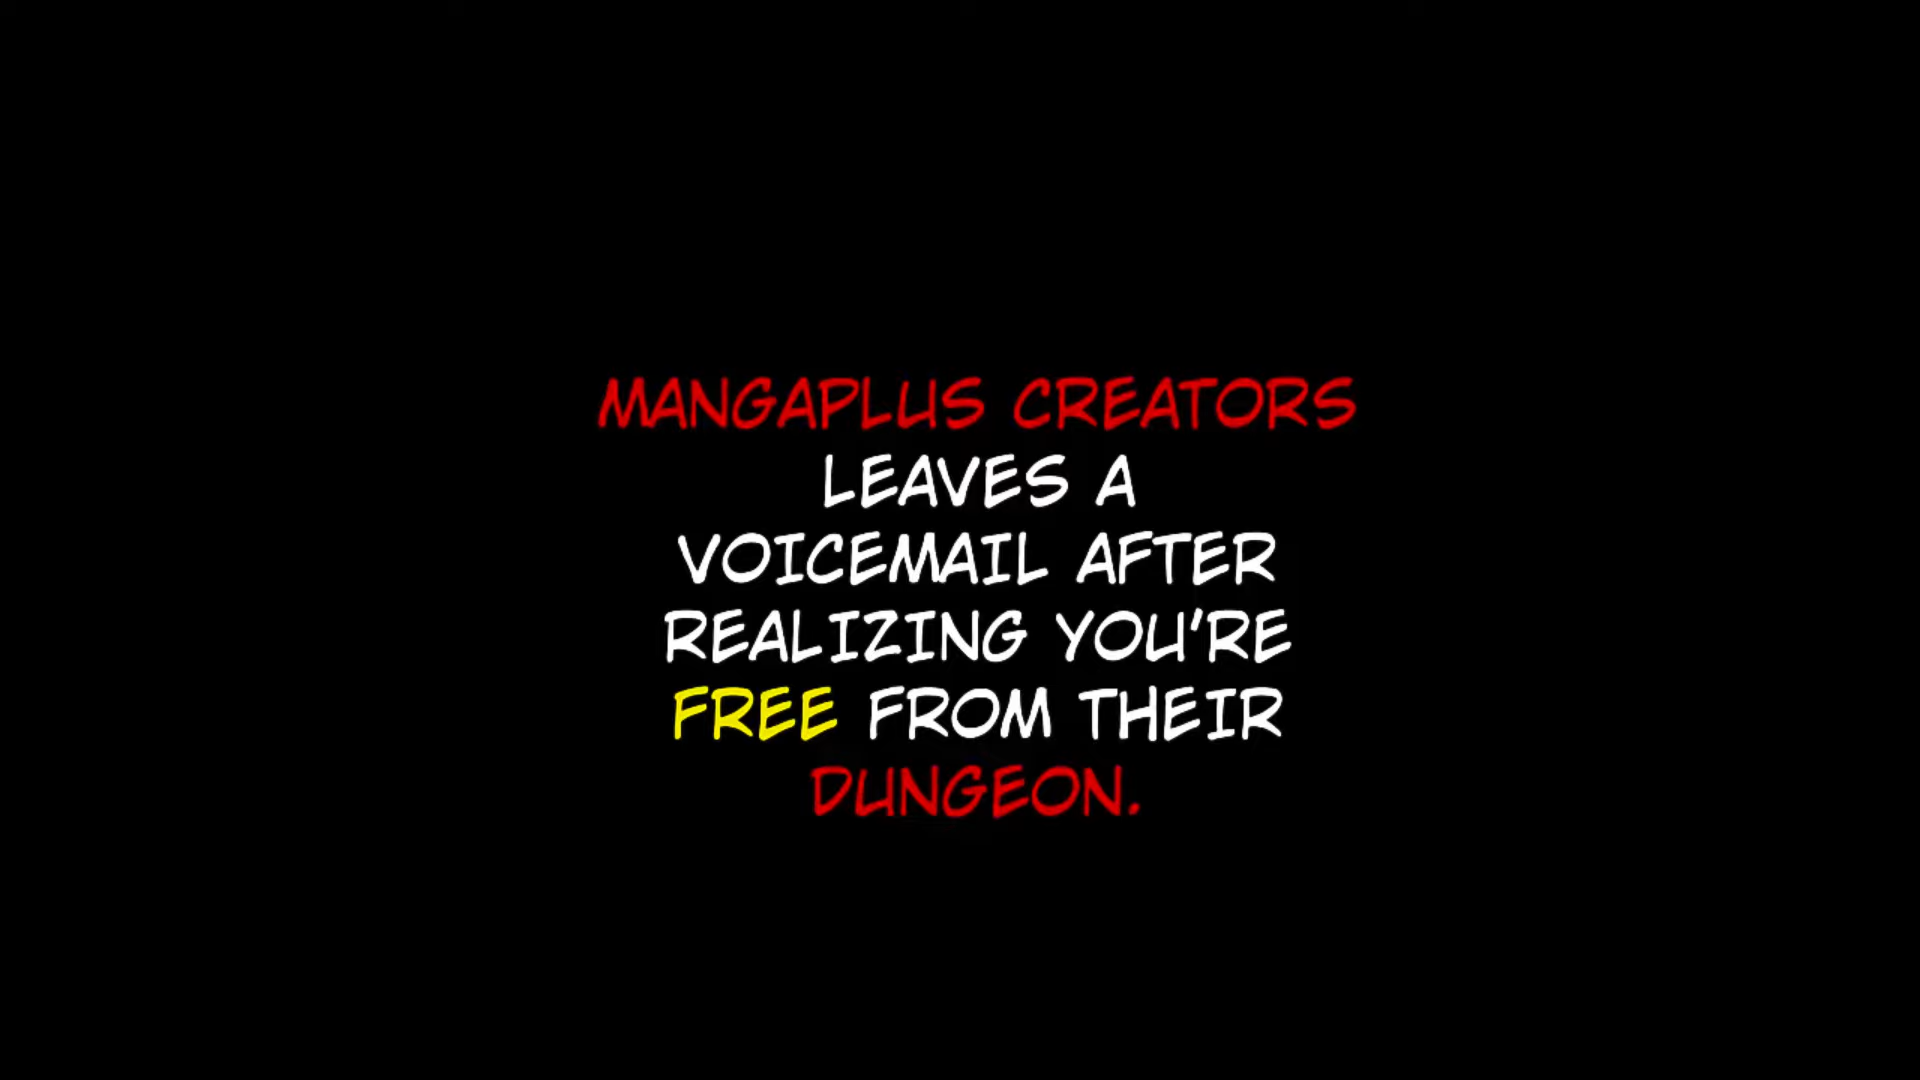 MANGAPLUS CREATORS
LEAVES A
VOICEMAIL AFTER
REALIZING YOU'RE
FREE FROM THEIR
DUNGEON.